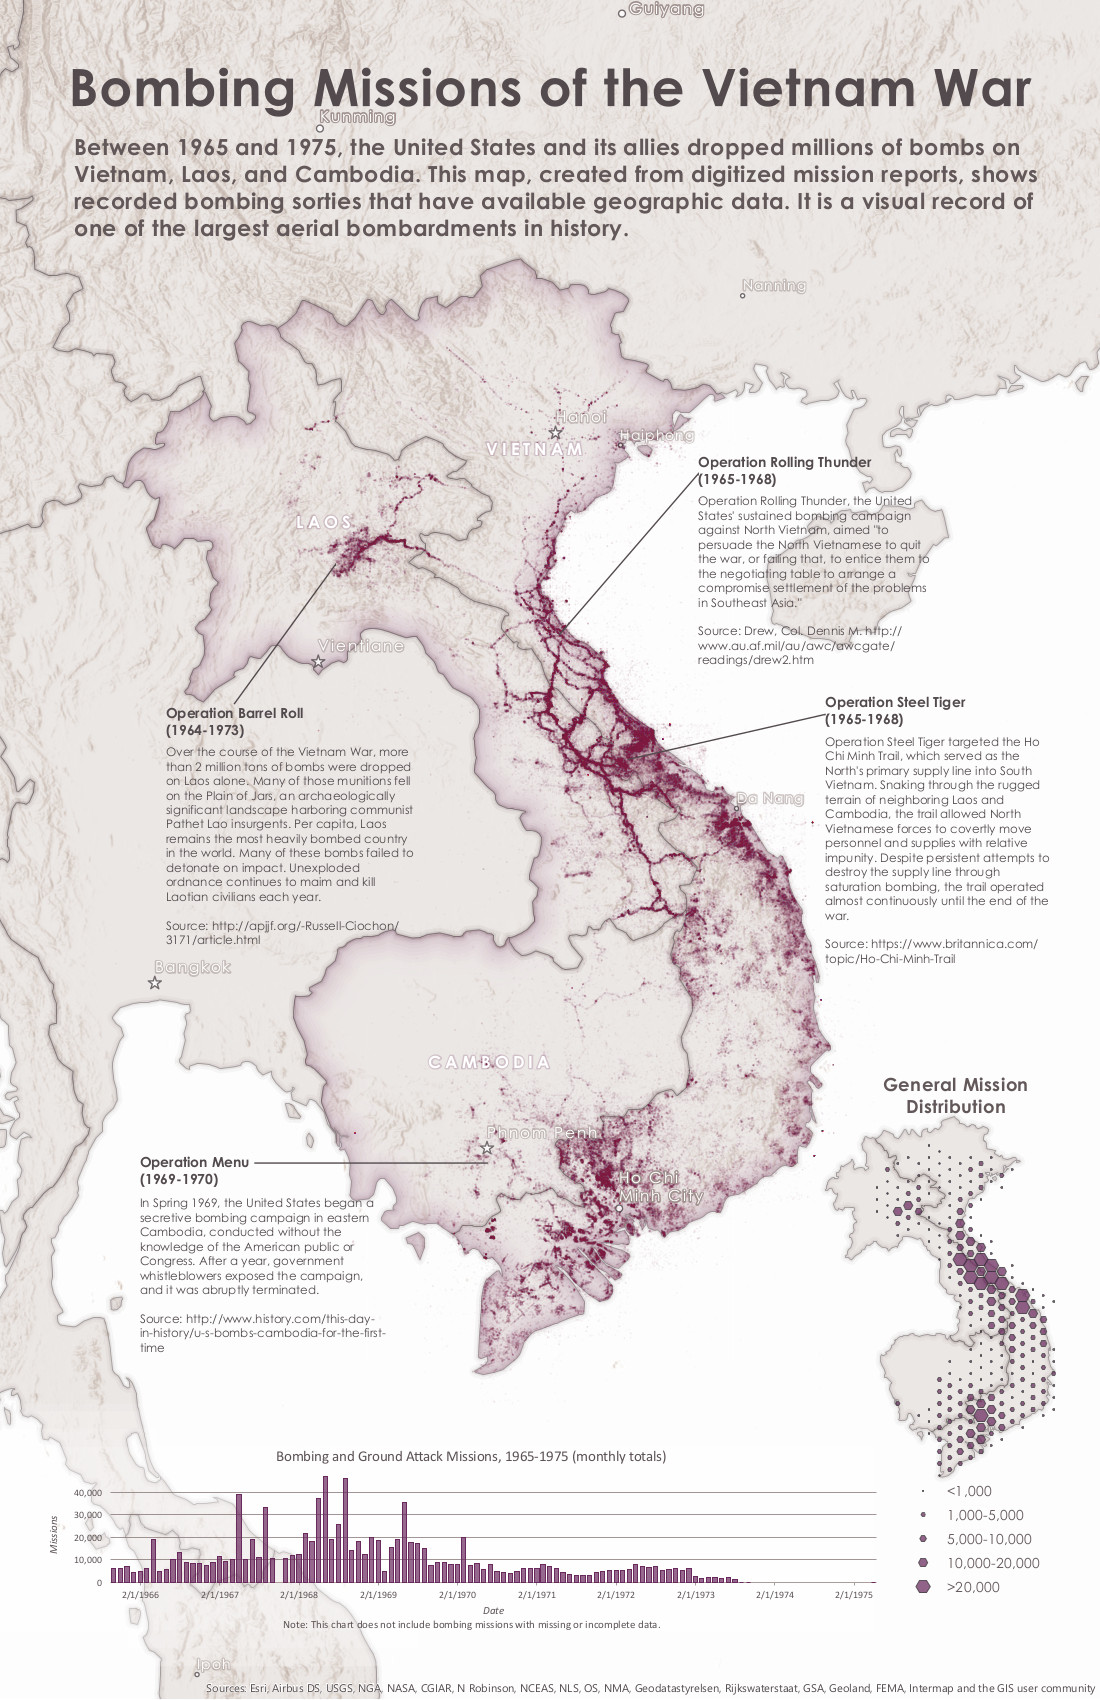 Guiyang
Bombing Missions of the Vietnam War
Kunming
Between 1965 and 1975, the United States and its allies dropped millions of bombs on
Vietnam, Laos, and Cambodia. This map, created from digitized mission reports, shows
recorded bombing sorties that have available geographic data. It is a visual record of
one of the largest aerial bombardments in history.
Nanning
Hanoi
Haiphong
VIETNAM
LAOS
Operation Rolling Thunder
(1965-1968)
Operation Rolling Thunder, the United
States' sustained bombing campaign
against North Vietnam, aimed "to
persuade the North Vietnamese to quit
the war, or failing that, to entice them to
the negotiating table to arrange a
compromise settlement of the problems
in Southeast Asia."
Source: Drew, Col. Dennis M. http://
www.au.af.mil/au/awc/awcgate/
readings/drew2.htm
Vientiane
Operation Barrel Roll
(1964-1973)
Over the course of the Vietnam War, more
than 2 million tons of bombs were dropped
on Laos alone. Many of those munitions fell
on the Plain of Jars, an archaeologically
significant landscape harboring communist
Pathet Lao insurgents. Per capita, Laos
remains the most heavily bombed country
in the world. Many of these bombs failed to
detonate on impact. Unexploded
ordnance continues to maim and kill
Laotian civilians each year.
Source: http://apjjf.org/-Russell-Ciochon/
3171/article.html
Operation Steel Tiger
(1965-1968)
Operation Steel Tiger targeted the Ho
Chi Minh Trail, which served as the
North's primary supply line into South
Vietnam. Snaking through the rugged
terrain of neighboring Laos and
Cambodia, the trail allowed North
Vietnamese forces to covertly move
personnel and supplies with relative
impunity. Despite persistent attempts to
destroy the supply line through
saturation bombing, the trail operated
almost continuously until the end of the
war.
Source: https://www.britannica.com/
topic/Ho-Chi-Minh-Trail
Da Nang
Bangkok
CAMBODIA
Phnom Penh
Ho Chi
Minh City
Operation Menu
(1969-1970)
In Spring 1969, the United States began a
secretive bombing campaign in eastern
Cambodia, conducted without the
knowledge of the American public or
Congress. After a year, government
whistleblowers exposed the campaign,
and it was abruptly terminated.
Source: http://www.history.com/this-day-
in-history/u-s-bombs-cambodia-for-the-first-
time
General Mission
Distribution
<1,000
1,000-5,000
5,000-10,000
10,000-20,000
>20,000
Bombing and Ground Attack Missions, 1965-1975 (monthly totals)
Missions
40,000
30,000
20,000
10,000
0
2/1/1966 2/1/1967 2/1/1968 2/1/1969 2/1/1970 2/1/1971 2/1/1972 2/1/1973 2/1/1974 2/1/1975
Date
Note: This chart does not include bombing missions with missing or incomplete data.
Ipoh
Sources: Esri, Airbus DS, USGS, NGA, NASA, CGIAR, N Robinson, NCEAS, NLS, OS, NMA, Geodatastyrelsen, Rijkswaterstaat, GSA, Geoland, FEMA, Intermap and the GIS user community